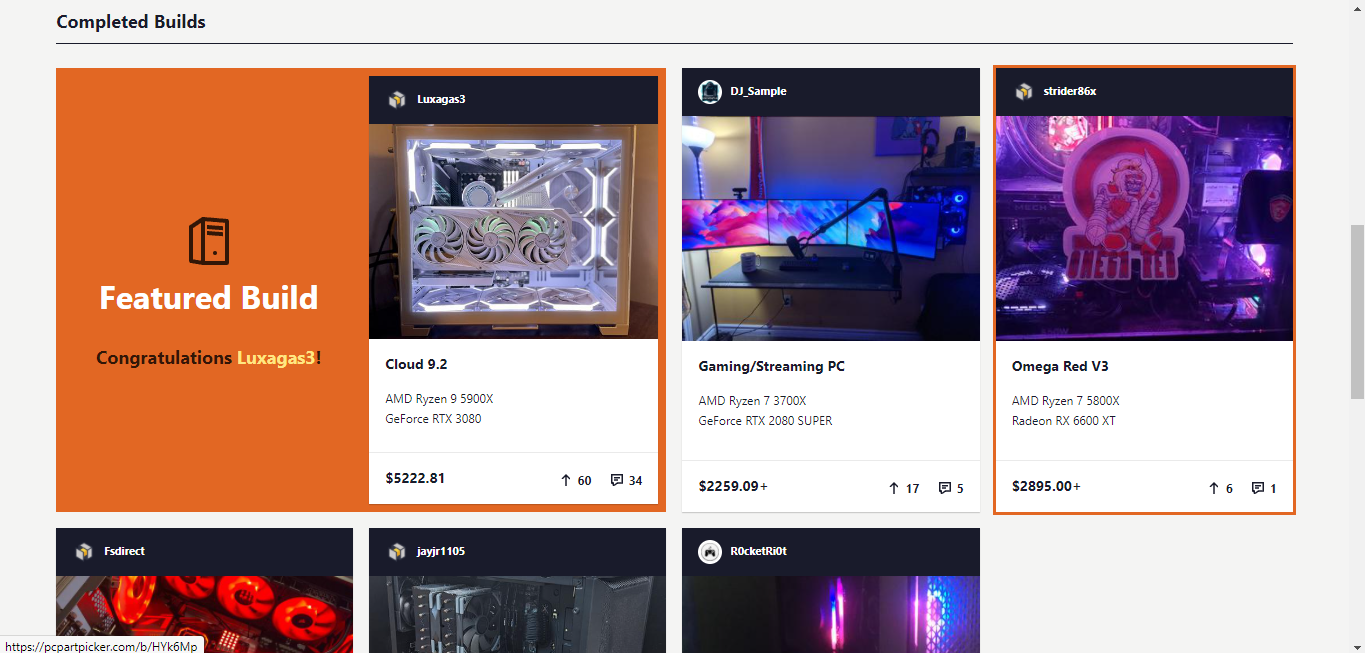 Completed Builds
Featured Build
Congratulations Luxagas3!
Luxagas3
Cloud 9.2
AMD Ryzen 9 5900X
GeForce RTX 3080
$5222.81
60
34
DJ_Sample
Gaming/Streaming PC
AMD Ryzen 7 3700X
GeForce RTX 2080 SUPER
$2259.09+
17
5
strider86x
Omega Red V3
AMD Ryzen 7 5800X
Radeon RX 6600 XT
$2895.00+
6
1
Fsdirect
jayjr1105
R0cketRi0t
https://pcpartpicker.com/b/HYk6Mp